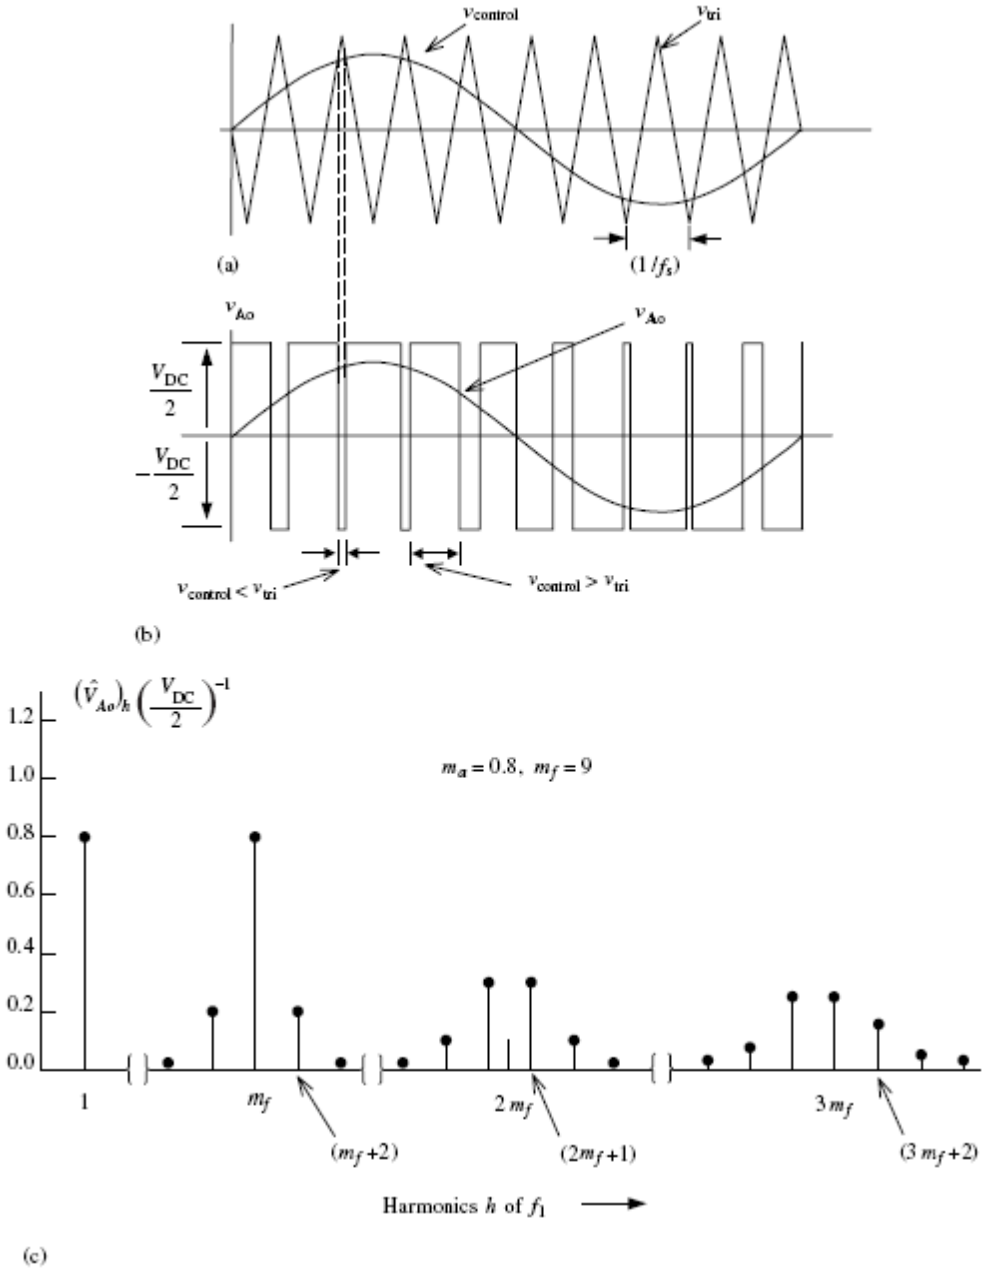 v_control
v_tri
(a)
(1/f_s)
v_Ao
v_Ao
V_DC
2
−V_DC
2
v_control < v_tri
v_control > v_tri
(b)
(V̂_Ao)_h (V_DC/2)^−1
m_a = 0.8, m_f = 9
1.2
1.0
0.8
0.6
0.4
0.2
0.0
1
m_f
2 m_f
3 m_f
(m_f +2)
(2m_f +1)
(3 m_f +2)
Harmonics h of f_1
(c)